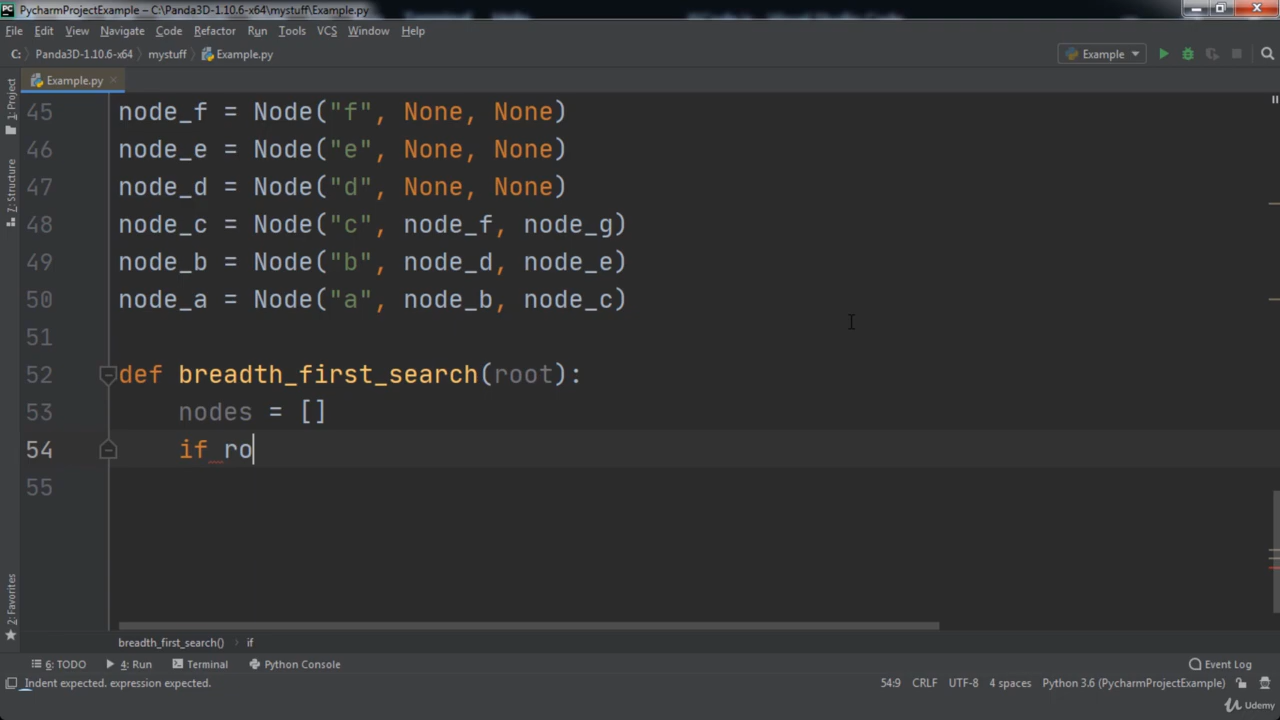 PycharmProjectExample – C:\Panda3D-1.10.6-x64\mystuff\Example.py
File Edit View Navigate Code Refactor Run Tools VCS Window Help
C: Panda3D-1.10.6-x64 mystuff Example.py Example
Example.py
1: Project
Z: Structure
2: Favorites
45 node_f = Node("f", None, None)
46 node_e = Node("e", None, None)
47 node_d = Node("d", None, None)
48 node_c = Node("c", node_f, node_g)
49 node_b = Node("b", node_d, node_e)
50 node_a = Node("a", node_b, node_c)
51
52 def breadth_first_search(root):
53 nodes = []
54 if ro
55
breadth_first_search() if
6: TODO 4: Run Terminal Python Console Event Log
Indent expected. expression expected. 54:9 CRLF UTF-8 4 spaces Python 3.6 (PycharmProjectExample)
Udemy